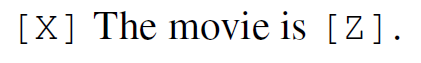 [X] The movie is [Z].